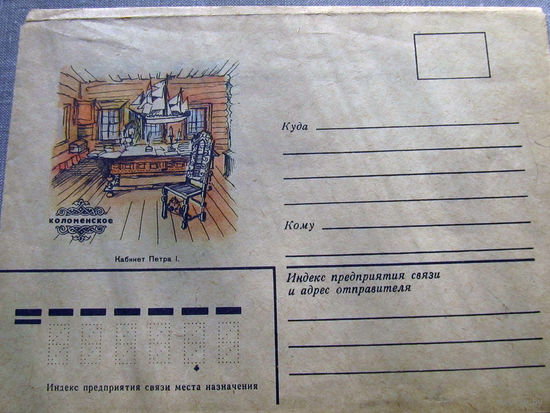 Куда
КОЛОМЕНСКОЕ
Кому
Кабинет Петра I.
Индекс предприятия связи
и адрес отправителя
Индекс предприятия связи места назначения